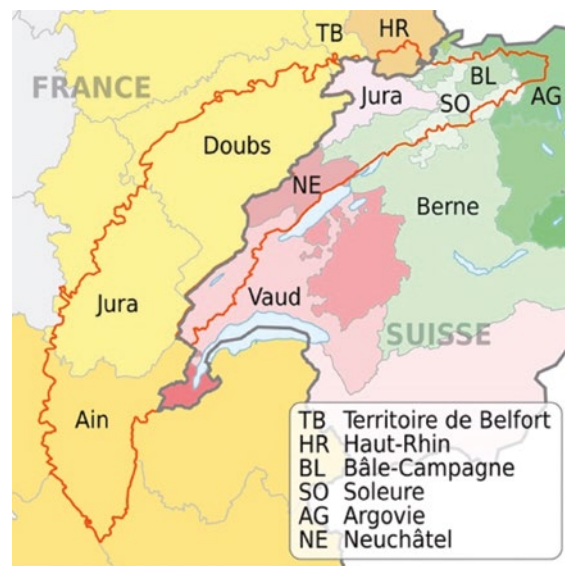 TB
HR
FRANCE
Jura
BL
SO
AG
Doubs
NE
Berne
Jura
Vaud
SUISSE
Ain
TB Territoire de Belfort
HR Haut-Rhin
BL Bâle-Campagne
SO Soleure
AG Argovie
NE Neuchâtel